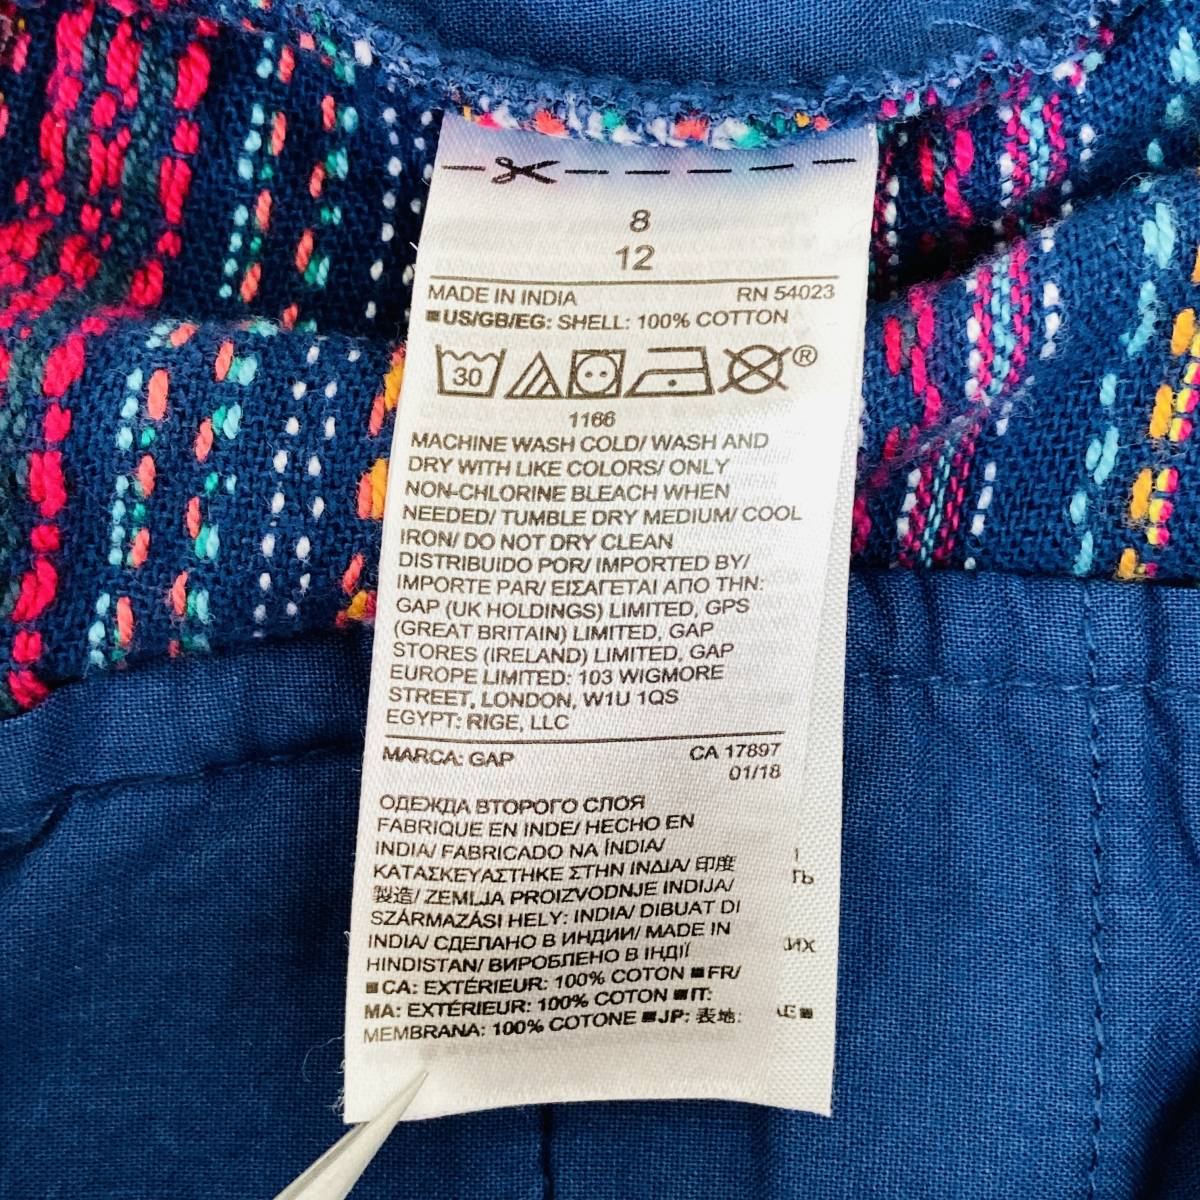 8
12
MADE IN INDIA RN 54023
■US/GB/EG: SHELL: 100% COTTON
30 ®
1166
MACHINE WASH COLD/ WASH AND
DRY WITH LIKE COLORS/ ONLY
NON-CHLORINE BLEACH WHEN
NEEDED/ TUMBLE DRY MEDIUM/ COOL
IRON/ DO NOT DRY CLEAN
DISTRIBUIDO POR/ IMPORTED BY/
IMPORTE PAR/ ΕΙΣΑΓΕΤΑΙ ΑΠΟ ΤΗΝ:
GAP (UK HOLDINGS) LIMITED, GPS
(GREAT BRITAIN) LIMITED, GAP
STORES (IRELAND) LIMITED, GAP
EUROPE LIMITED: 103 WIGMORE
STREET, LONDON, W1U 1QS
EGYPT: RIGE, LLC
MARCA: GAP CA 17897
01/18
ОДЕЖДА ВТОРОГО СЛОЯ
FABRIQUE EN INDE/ HECHO EN
INDIA/ FABRICADO NA ÍNDIA/
ΚΑΤΑΣΚΕΥΑΣΤΗΚΕ ΣΤΗΝ ΙΝΔΙΑ/ 印度
製造/ ZEMLJA PROIZVODNJE INDIJA/
SZÁRMAZÁSI HELY: INDIA/ DIBUAT DI
INDIA/ СДЕЛАНО В ИНДИИ/ MADE IN
HINDISTAN/ ВИРОБЛЕНО В ІНДІЇ
■CA: EXTÉRIEUR: 100% COTON ■FR/
MA: EXTÉRIEUR: 100% COTON ■IT:
MEMBRANA: 100% COTONE ■JP: 表地: